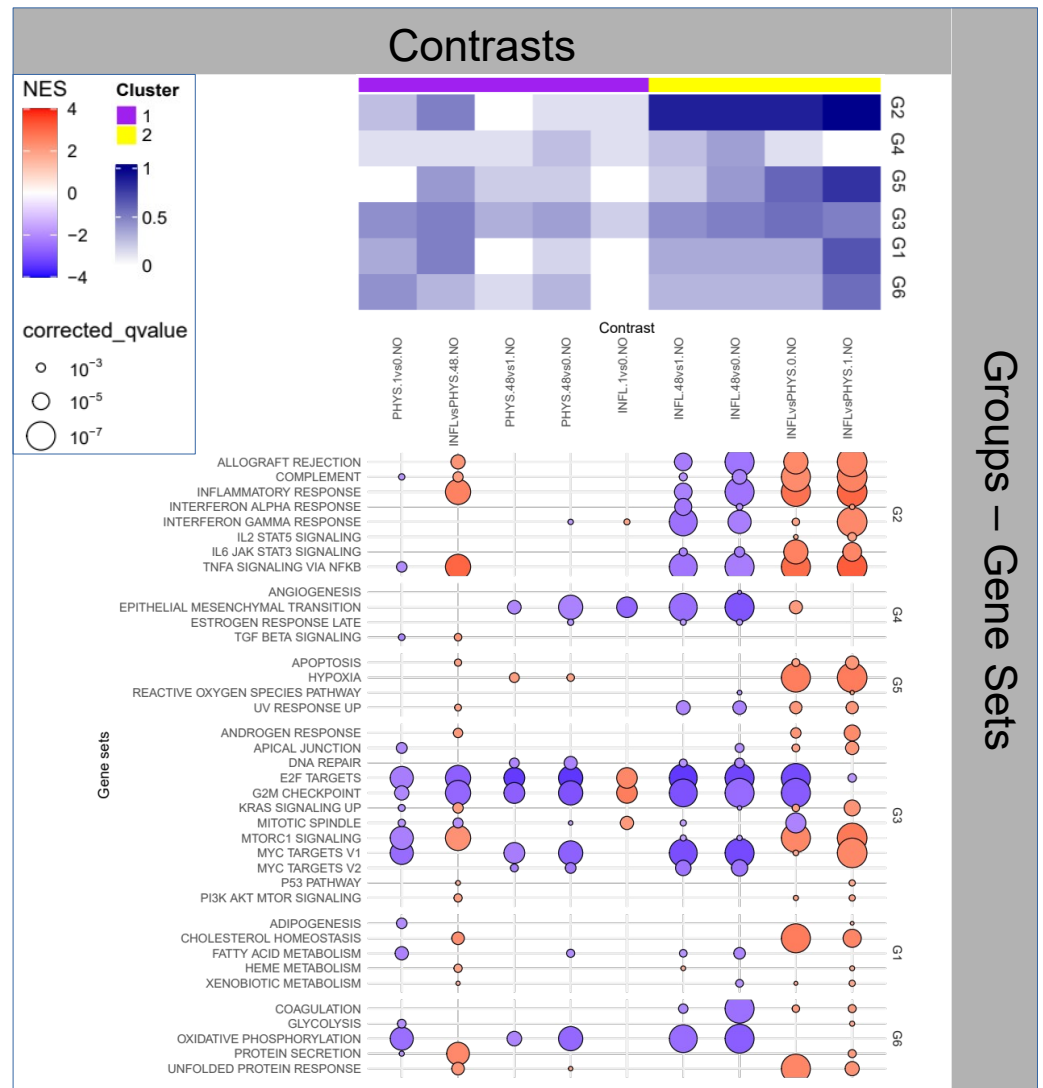 Contrasts
NES
4
2
0
−2
−4
Cluster
1
2
1
0.5
0
corrected_qvalue
10−3
10−5
10−7
G2
G4
G5
G3
G1
G6
Contrast
PHYS.1vs0.NO
INFLvsPHYS.48.NO
PHYS.48vs1.NO
PHYS.48vs0.NO
INFL.1vs0.NO
INFL.48vs1.NO
INFL.48vs0.NO
INFLvsPHYS.0.NO
INFLvsPHYS.1.NO
Gene sets
ALLOGRAFT REJECTION
COMPLEMENT
INFLAMMATORY RESPONSE
INTERFERON ALPHA RESPONSE
INTERFERON GAMMA RESPONSE
IL2 STAT5 SIGNALING
IL6 JAK STAT3 SIGNALING
TNFA SIGNALING VIA NFKB
G2
ANGIOGENESIS
EPITHELIAL MESENCHYMAL TRANSITION
ESTROGEN RESPONSE LATE
TGF BETA SIGNALING
G4
APOPTOSIS
HYPOXIA
REACTIVE OXYGEN SPECIES PATHWAY
UV RESPONSE UP
G5
ANDROGEN RESPONSE
APICAL JUNCTION
DNA REPAIR
E2F TARGETS
G2M CHECKPOINT
KRAS SIGNALING UP
MITOTIC SPINDLE
MTORC1 SIGNALING
MYC TARGETS V1
MYC TARGETS V2
P53 PATHWAY
PI3K AKT MTOR SIGNALING
G3
ADIPOGENESIS
CHOLESTEROL HOMEOSTASIS
FATTY ACID METABOLISM
HEME METABOLISM
XENOBIOTIC METABOLISM
G1
COAGULATION
GLYCOLYSIS
OXIDATIVE PHOSPHORYLATION
PROTEIN SECRETION
UNFOLDED PROTEIN RESPONSE
G6
Groups – Gene Sets